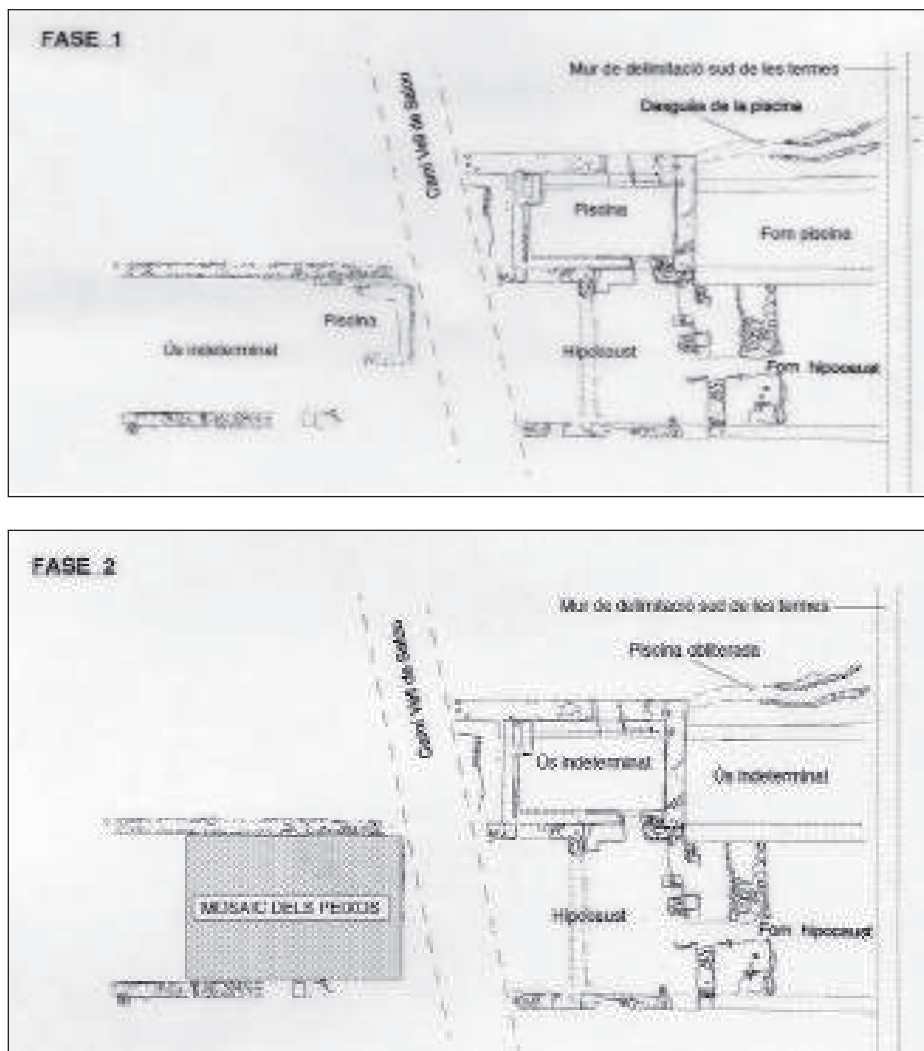 FASE 1
Mur de delimitació sud de les termes
Desguàs de la piscina
Camí Vell de Salou
Piscina
Forn piscina
Piscina
Ús indeterminat
Hipocaust
Forn hipocaust
FASE 2
Mur de delimitació sud de les termes
Piscina obliterada
Camí Vell de Salou
Ús indeterminat
Ús indeterminat
MOSAIC DELS PEIXOS
Hipocaust
Forn hipocaust